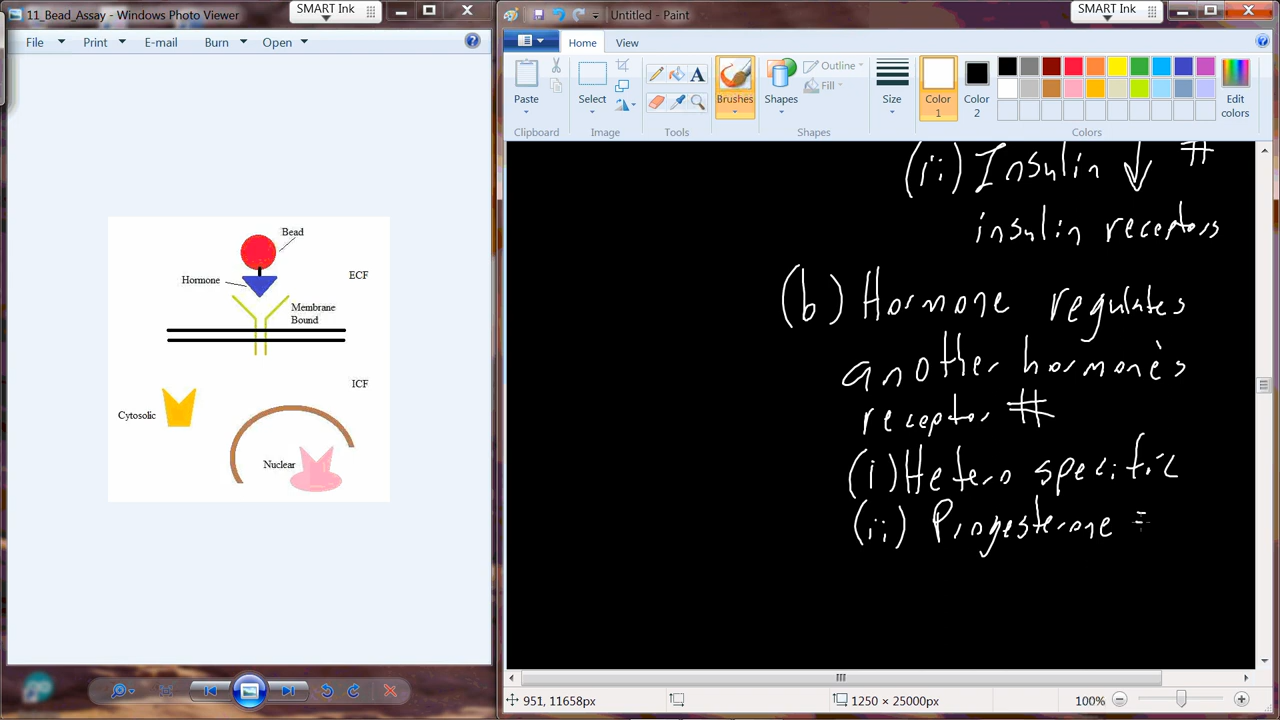 11_Bead_Assay - Windows Photo Viewer
SMART Ink
File Print E-mail Burn Open
Bead
Hormone
ECF
Membrane
Bound
ICF
Cytosolic
Nuclear
Untitled - Paint
SMART Ink
Home View
Paste
Select
Brushes
Shapes
Outline
Fill
Size
Color
1
Color
2
Edit
colors
Clipboard
Image
Tools
Shapes
Colors
(ii) Insulin ↓ #
insulin receptors
(b) Hormone regulates
another hormone's
receptor #
(i) Hetero specific
(ii) Progesterone =
951, 11658px
1250 × 25000px
100%